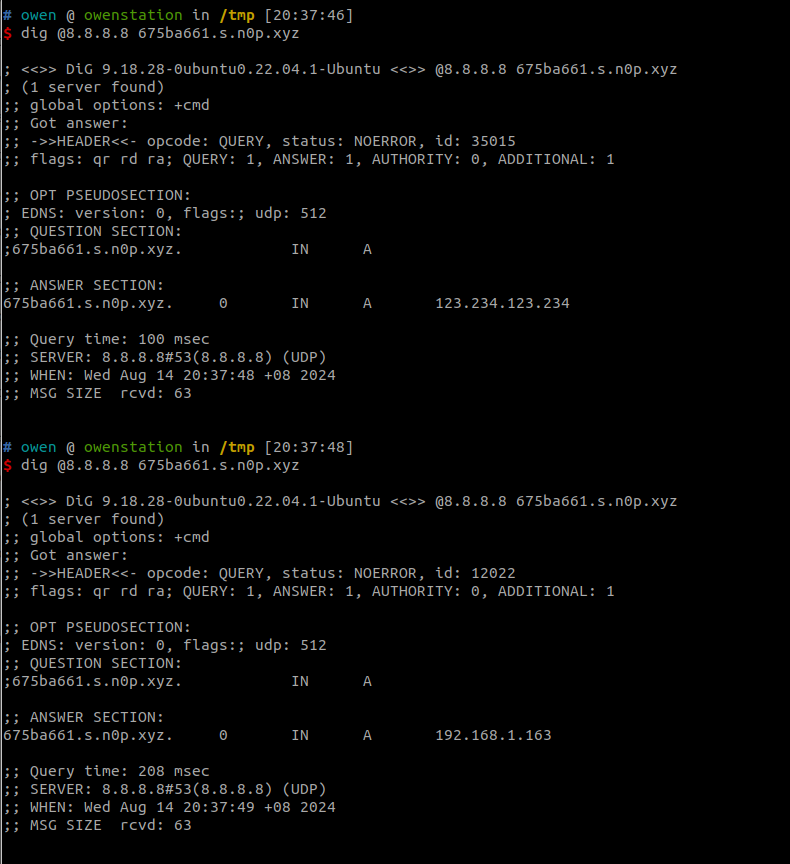 # owen @ owenstation in /tmp [20:37:46]
$ dig @8.8.8.8 675ba661.s.n0p.xyz

; <<>> DiG 9.18.28-0ubuntu0.22.04.1-Ubuntu <<>> @8.8.8.8 675ba661.s.n0p.xyz
; (1 server found)
;; global options: +cmd
;; Got answer:
;; ->>HEADER<<- opcode: QUERY, status: NOERROR, id: 35015
;; flags: qr rd ra; QUERY: 1, ANSWER: 1, AUTHORITY: 0, ADDITIONAL: 1

;; OPT PSEUDOSECTION:
; EDNS: version: 0, flags:; udp: 512
;; QUESTION SECTION:
;675ba661.s.n0p.xyz.		IN	A

;; ANSWER SECTION:
675ba661.s.n0p.xyz.	0	IN	A	123.234.123.234

;; Query time: 100 msec
;; SERVER: 8.8.8.8#53(8.8.8.8) (UDP)
;; WHEN: Wed Aug 14 20:37:48 +08 2024
;; MSG SIZE  rcvd: 63

# owen @ owenstation in /tmp [20:37:48]
$ dig @8.8.8.8 675ba661.s.n0p.xyz

; <<>> DiG 9.18.28-0ubuntu0.22.04.1-Ubuntu <<>> @8.8.8.8 675ba661.s.n0p.xyz
; (1 server found)
;; global options: +cmd
;; Got answer:
;; ->>HEADER<<- opcode: QUERY, status: NOERROR, id: 12022
;; flags: qr rd ra; QUERY: 1, ANSWER: 1, AUTHORITY: 0, ADDITIONAL: 1

;; OPT PSEUDOSECTION:
; EDNS: version: 0, flags:; udp: 512
;; QUESTION SECTION:
;675ba661.s.n0p.xyz.		IN	A

;; ANSWER SECTION:
675ba661.s.n0p.xyz.	0	IN	A	192.168.1.163

;; Query time: 208 msec
;; SERVER: 8.8.8.8#53(8.8.8.8) (UDP)
;; WHEN: Wed Aug 14 20:37:49 +08 2024
;; MSG SIZE  rcvd: 63